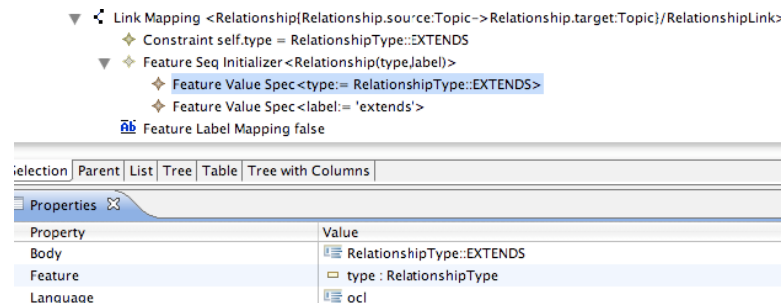 Link Mapping <Relationship{Relationship.source:Topic->Relationship.target:Topic}/RelationshipLink>
Constraint self.type = RelationshipType::EXTENDS
Feature Seq Initializer<Relationship(type,label)>
Feature Value Spec<type:= RelationshipType::EXTENDS>
Feature Value Spec<label:= 'extends'>
Ab Feature Label Mapping false
Selection Parent List Tree Table Tree with Columns
Properties
Property Value
Body RelationshipType::EXTENDS
Feature type : RelationshipType
Language ocl